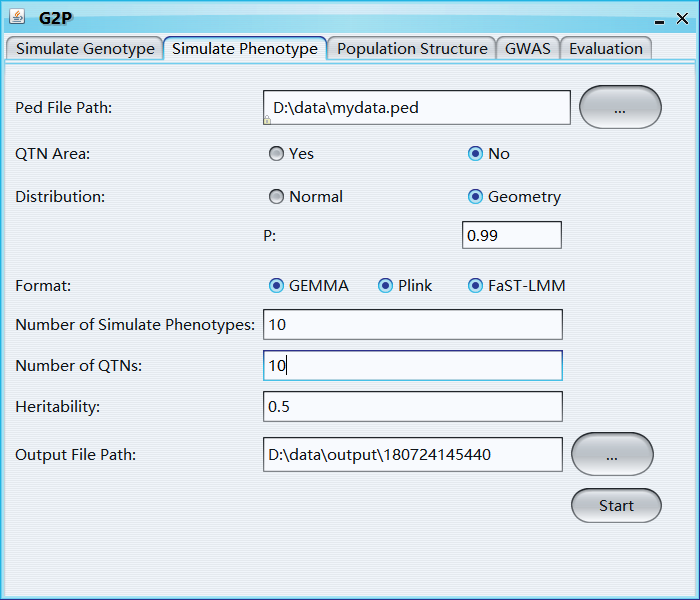 G2P
Simulate Genotype Simulate Phenotype Population Structure GWAS Evaluation
Ped File Path: D:\data\mydata.ped ...
QTN Area: Yes No
Distribution: Normal Geometry
P: 0.99
Format: GEMMA Plink FaST-LMM
Number of Simulate Phenotypes: 10
Number of QTNs: 10
Heritability: 0.5
Output File Path: D:\data\output\180724145440 ...
Start